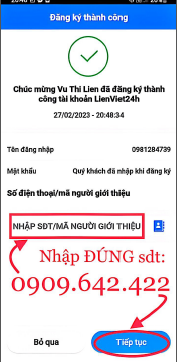 Đăng ký thành công
Chúc mừng Vu Thi Lien đã đăng ký thành
công tài khoản LienViet24h
27/02/2023 - 20:48:34
Tên đăng nhập 0981284739
Mật khẩu Quý khách đã nhập khi đăng ký
Số điện thoại/mã người giới thiệu
NHẬP SĐT/MÃ NGƯỜI GIỚI THIỆU
Nhập ĐÚNG sdt:
0909.642.422
Bỏ qua Tiếp tục